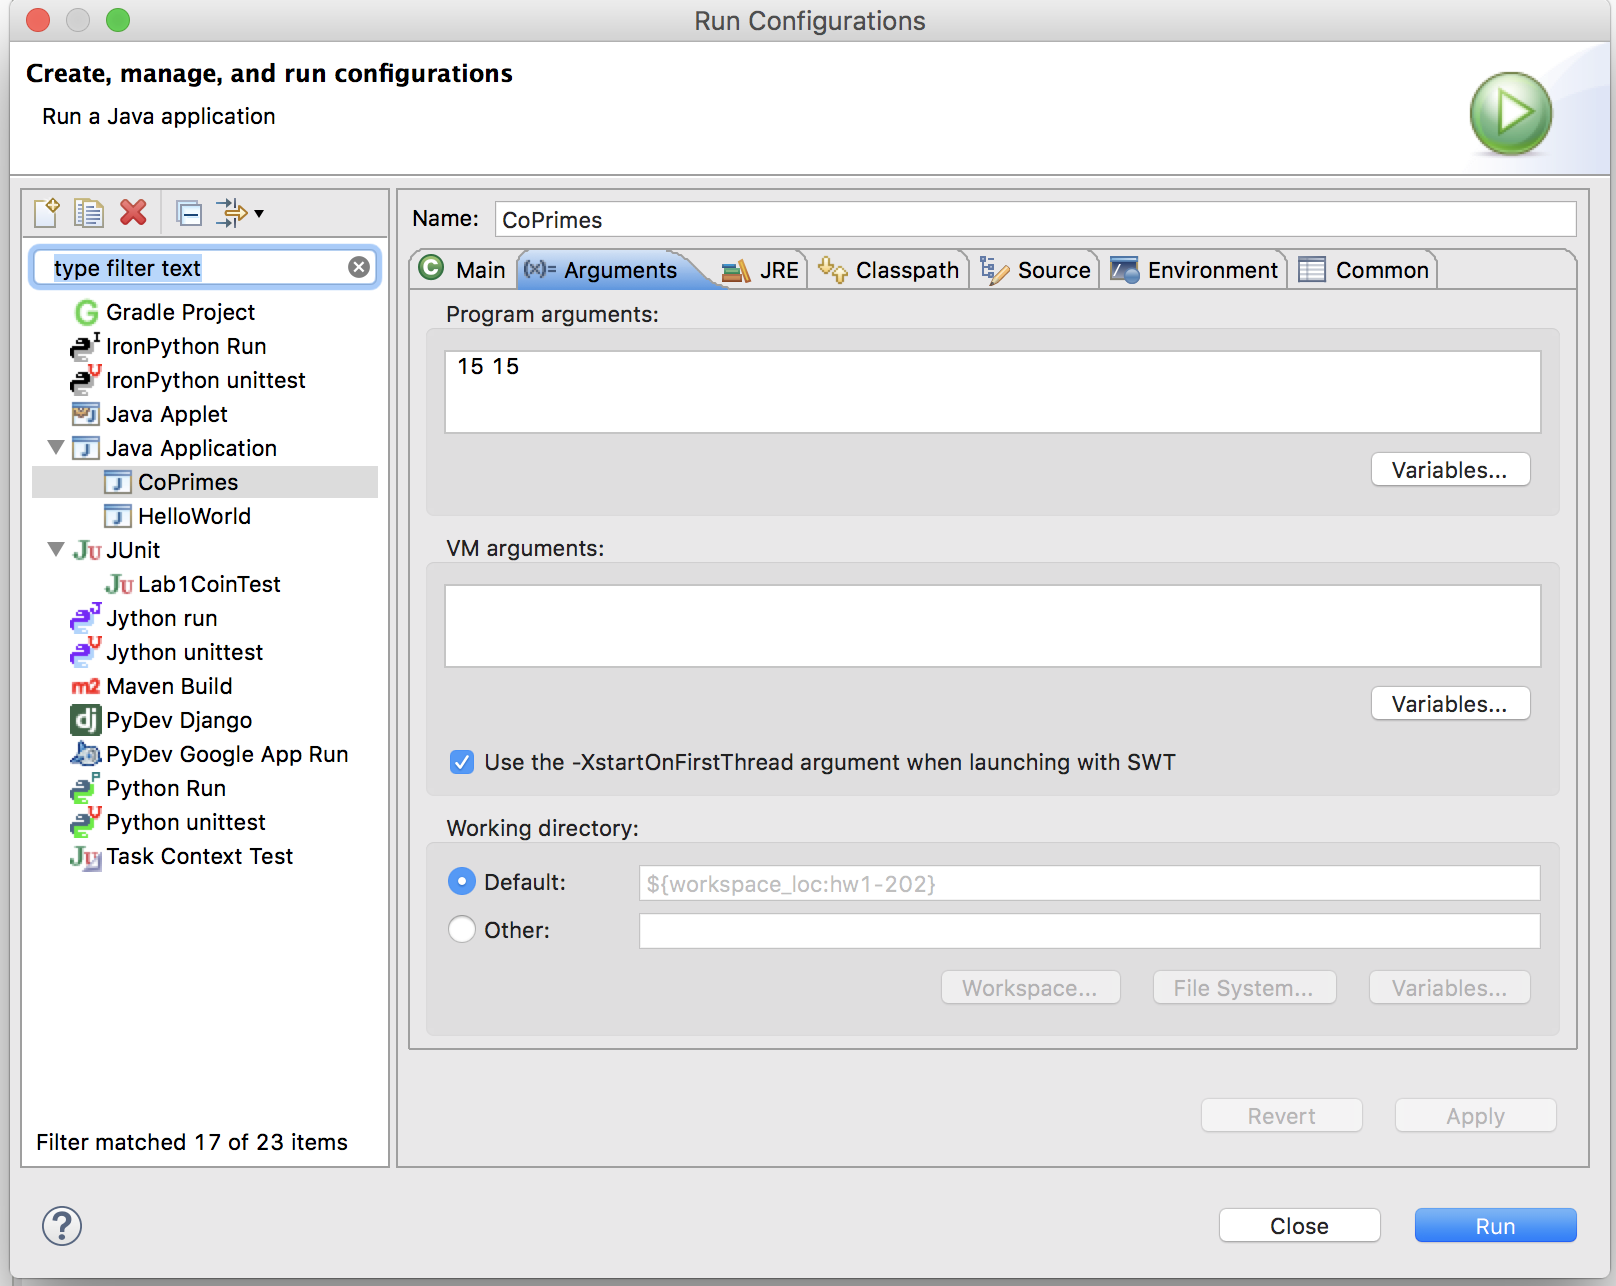 Run Configurations
Create, manage, and run configurations
Run a Java application
type filter text
Gradle Project
IronPython Run
IronPython unittest
Java Applet
Java Application
CoPrimes
HelloWorld
JUnit
Lab1CoinTest
Jython run
Jython unittest
m2 Maven Build
dj PyDev Django
PyDev Google App Run
Python Run
Python unittest
Task Context Test
Filter matched 17 of 23 items
Name: CoPrimes
Main (x)= Arguments JRE Classpath Source Environment Common
Program arguments:
15 15
Variables...
VM arguments:
Variables...
Use the -XstartOnFirstThread argument when launching with SWT
Working directory:
Default: ${workspace_loc:hw1-202}
Other:
Workspace... File System... Variables...
Revert Apply
? Close Run